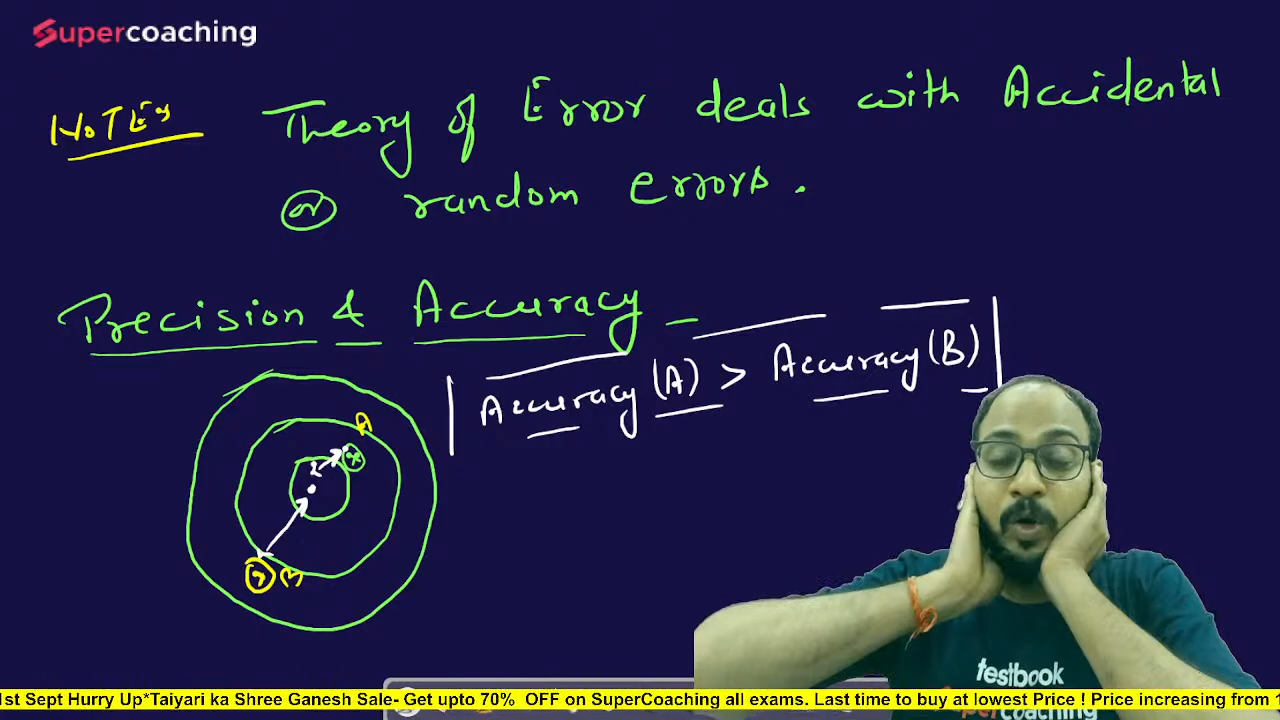 Supercoaching
NOTE:
Theory of Error deals with Accidental
or random errors.
Precision & Accuracy -
Accuracy (A) > Accuracy (B)
A
B
testbook
Supercoaching
1st Sept Hurry Up*Taiyari ka Shree Ganesh Sale- Get upto 70% OFF on SuperCoaching all exams. Last time to buy at lowest Price ! Price increasing from